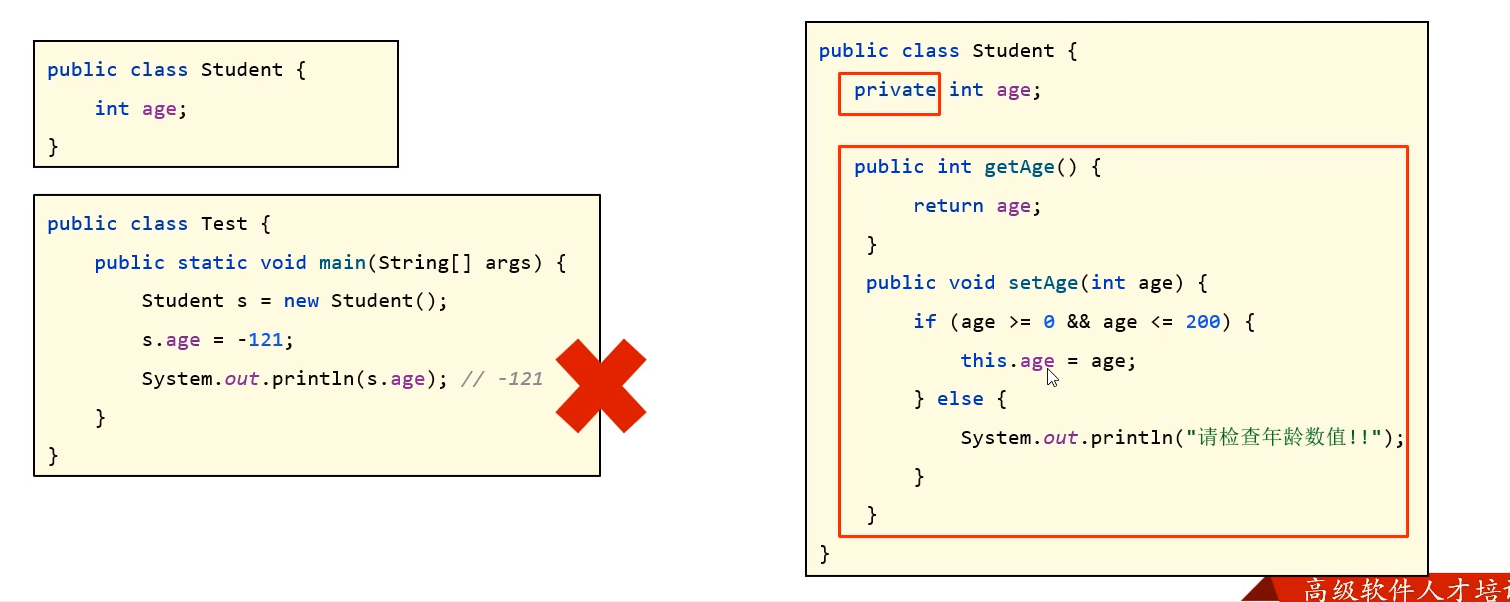 public class Student {
    int age;
}
public class Test {
    public static void main(String[] args) {
        Student s = new Student();
        s.age = -121;
        System.out.println(s.age); // -121
    }
}
public class Student {
    private int age;
    public int getAge() {
        return age;
    }
    public void setAge(int age) {
        if (age >= 0 && age <= 200) {
            this.age = age;
        } else {
            System.out.println("请检查年龄数值!!");
        }
    }
}
高级软件人才培